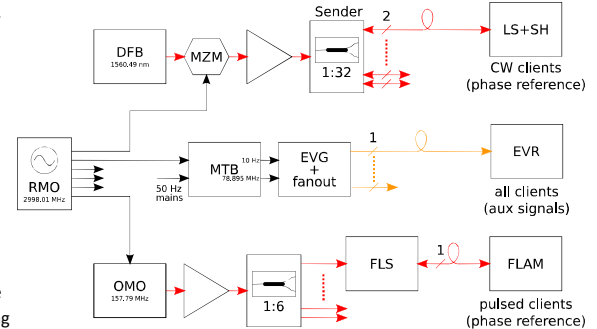 Sender
DFB
1560.49 nm
MZM
1:32
2
LS+SH
CW clients
(phase reference)
RMO
2998.01 MHz
50 Hz
mains
MTB
10 Hz
78.895 MHz
EVG
+
fanout
1
EVR
all clients
(aux signals)
OMO
157.79 MHz
1:6
FLS
1
FLAM
pulsed clients
(phase reference)
e
ng